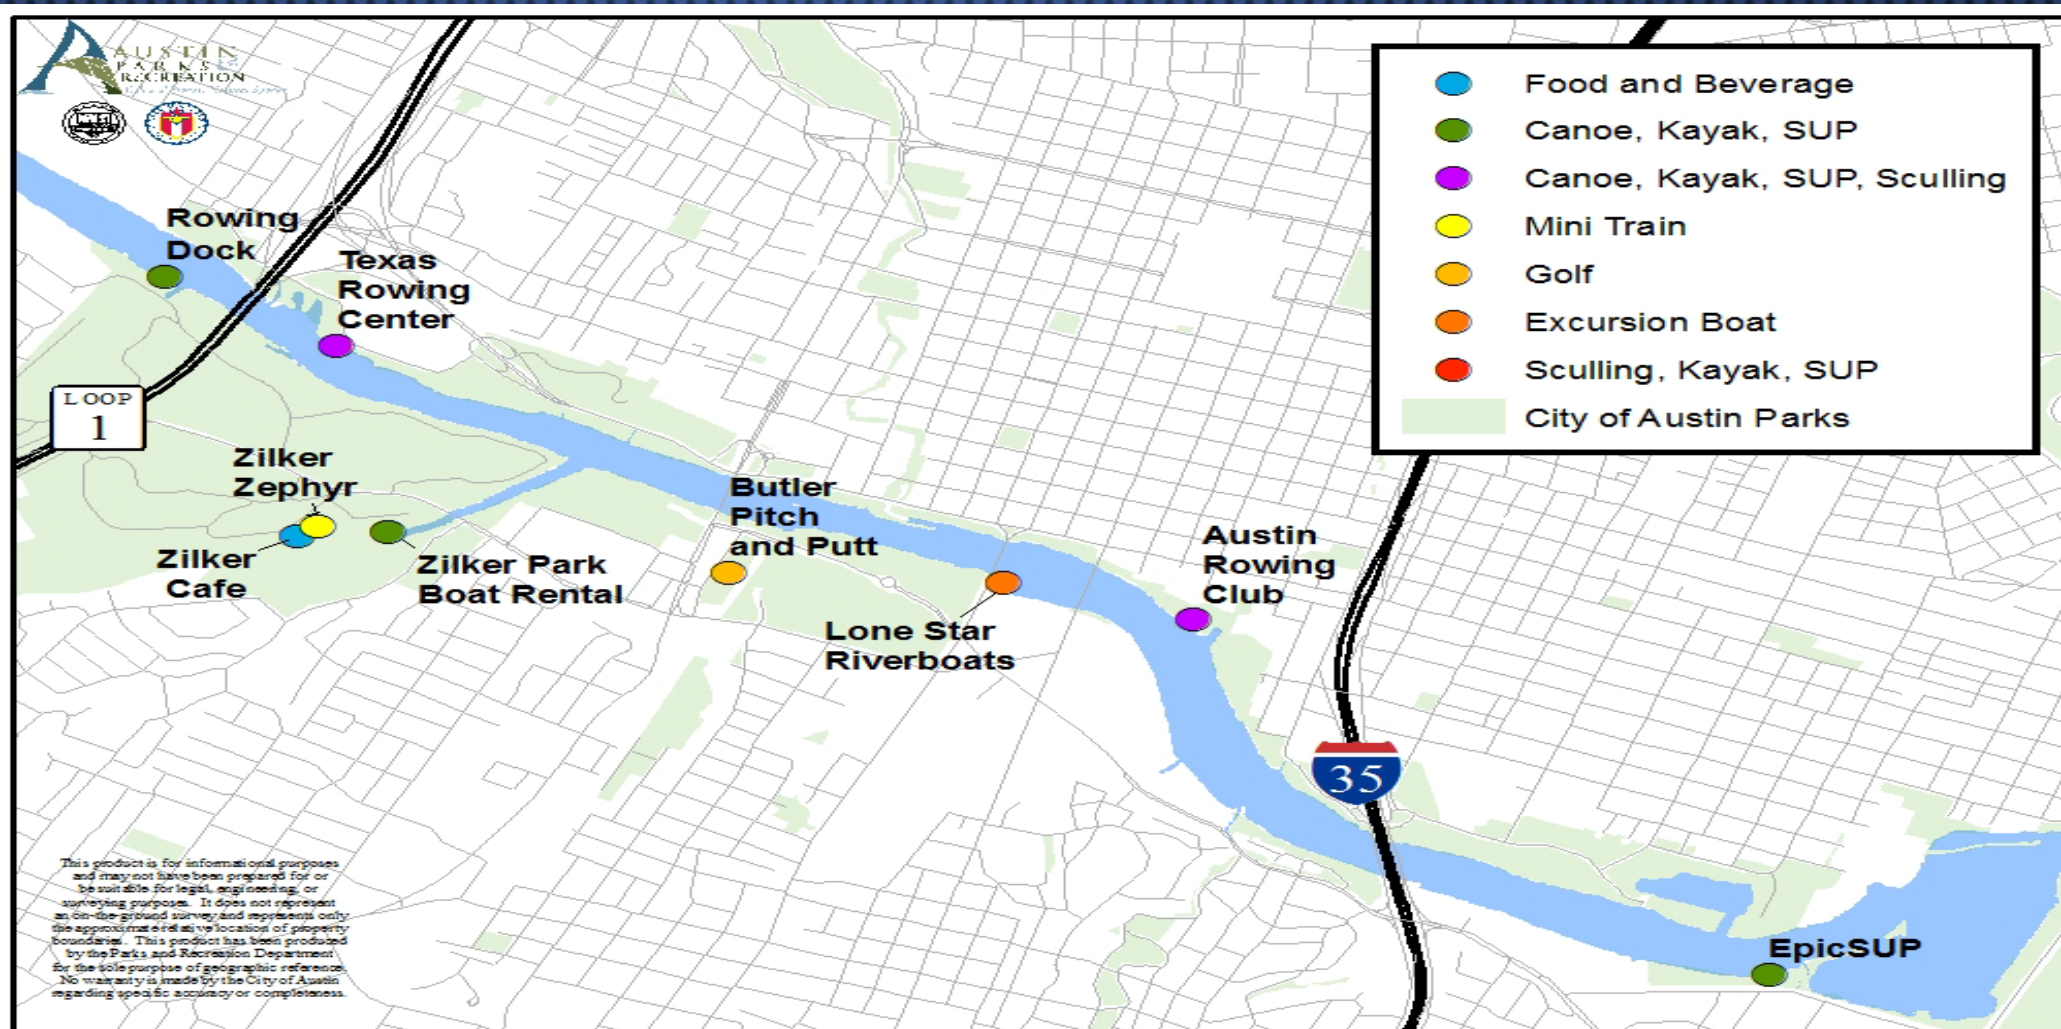 AUSTIN
PARKS
RECREATION
Rowing
Dock
Texas
Rowing
Center
LOOP
1
Zilker
Zephyr
Zilker
Cafe
Zilker Park
Boat Rental
Butler
Pitch
and Putt
Lone Star
Riverboats
Austin
Rowing
Club
35
EpicSUP
Food and Beverage
Canoe, Kayak, SUP
Canoe, Kayak, SUP, Sculling
Mini Train
Golf
Excursion Boat
Sculling, Kayak, SUP
City of Austin Parks
This product is for informational purposes
and may not have been prepared for or
be suitable for legal, engineering, or
surveying purposes. It does not represent
an on-the-ground survey and represents only
the approximate relative location of property
boundaries. This product has been produced
by the Parks and Recreation Department
for the sole purpose of geographic reference.
No warranty is made by the City of Austin
regarding specific accuracy or completeness.